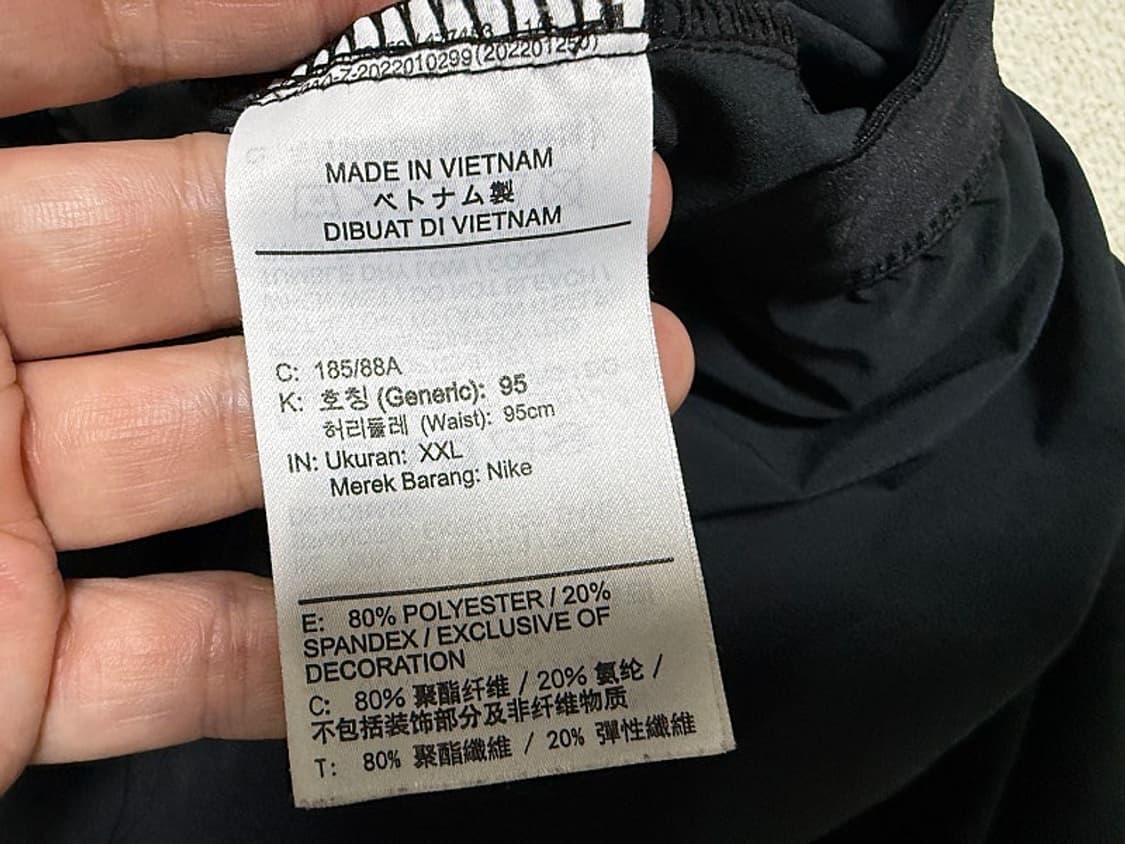 2022010299(202201250)
MADE IN VIETNAM
ベトナム製
DIBUAT DI VIETNAM
C: 185/88A
K: 호칭 (Generic): 95
허리둘레 (Waist): 95cm
IN: Ukuran: XXL
Merek Barang: Nike
E: 80% POLYESTER / 20%
SPANDEX / EXCLUSIVE OF
DECORATION
C: 80% 聚酯纤维 / 20% 氨纶 /
不包括装饰部分及非纤维物质
T: 80% 聚酯纖維 / 20% 彈性纖維